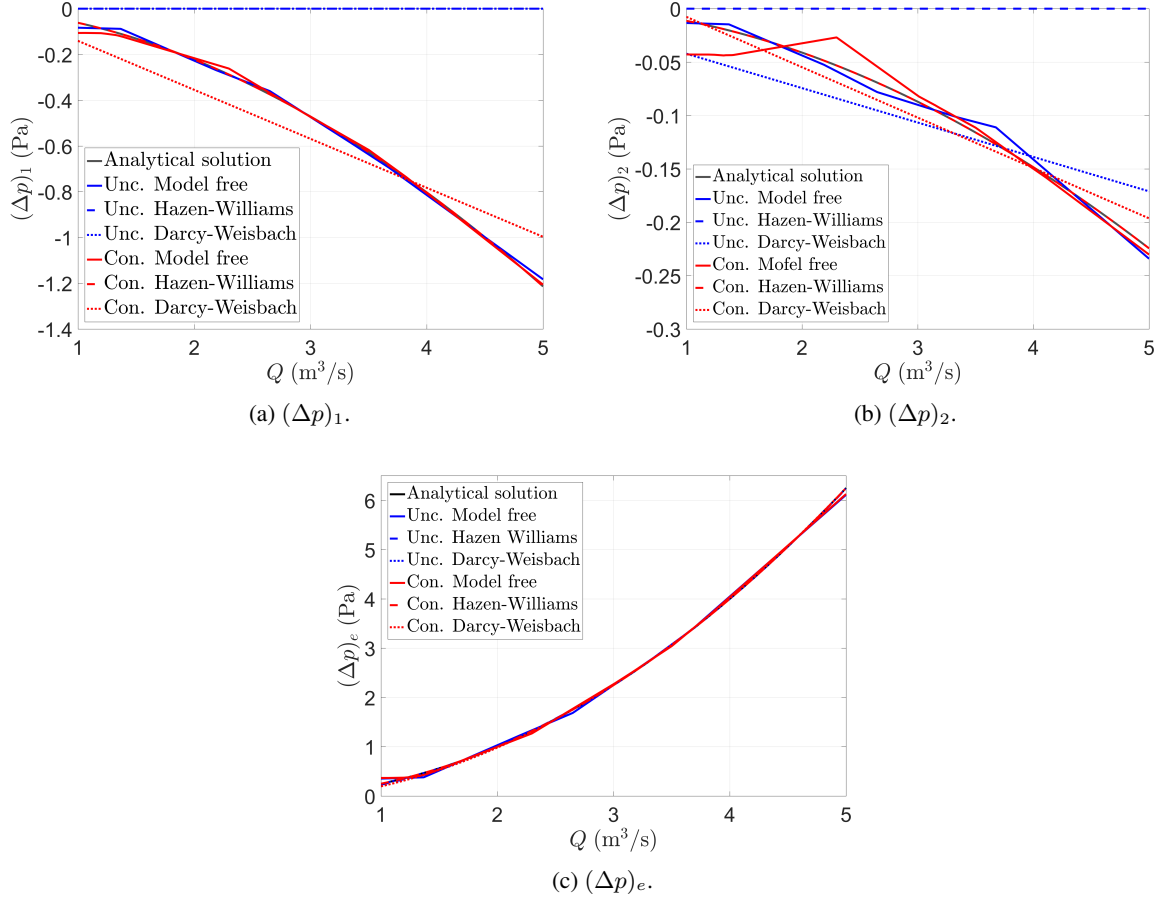 0
-0.2
-0.4
-0.6
-0.8
-1
-1.2
-1.4
(Δp)₁ (Pa)
Analytical solution
Unc. Model free
Unc. Hazen-Williams
Unc. Darcy-Weisbach
Con. Model free
Con. Hazen-Williams
Con. Darcy-Weisbach
1 2 3 4 5
Q (m³/s)
(a) (Δp)₁.
0
-0.05
-0.1
-0.15
-0.2
-0.25
-0.3
(Δp)₂ (Pa)
Analytical solution
Unc. Model free
Unc. Hazen-Williams
Unc. Darcy-Weisbach
Con. Mofel free
Con. Hazen-Williams
Con. Darcy-Weisbach
1 2 3 4 5
Q (m³/s)
(b) (Δp)₂.
6
5
4
3
2
1
0
(Δp)ₑ (Pa)
Analytical solution
Unc. Model free
Unc. Hazen Williams
Unc. Darcy-Weisbach
Con. Model free
Con. Hazen-Williams
Con. Darcy-Weisbach
1 2 3 4 5
Q (m³/s)
(c) (Δp)ₑ.